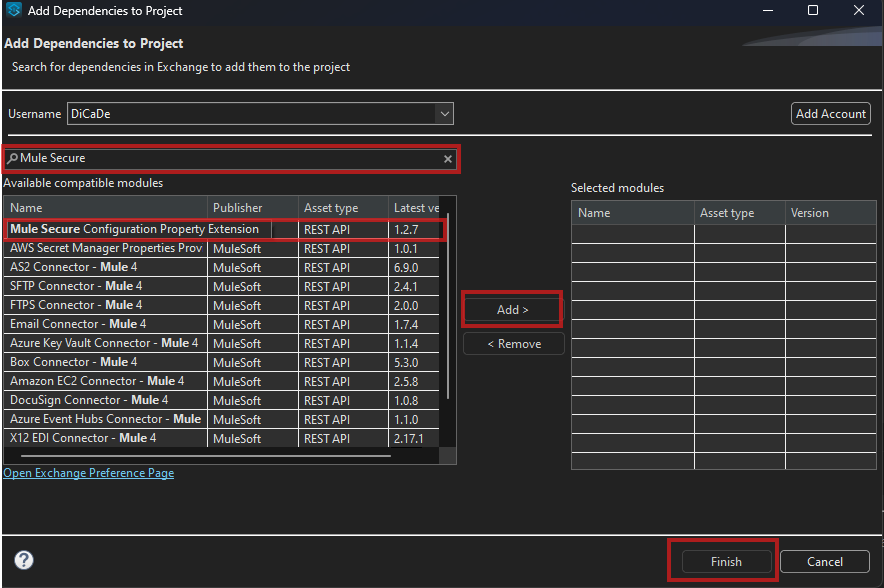 Add Dependencies to Project
Add Dependencies to Project
Search for dependencies in Exchange to add them to the project
Username DiCaDe Add Account
Mule Secure
Available compatible modules
Selected modules
Name Publisher Asset type Latest ve
Name Asset type Version
Mule Secure Configuration Property Extension REST API 1.2.7
AWS Secret Manager Properties Prov MuleSoft REST API 1.0.1
AS2 Connector - Mule 4 MuleSoft REST API 6.9.0
SFTP Connector - Mule 4 MuleSoft REST API 2.4.1
FTPS Connector - Mule 4 MuleSoft REST API 2.0.0
Email Connector - Mule 4 MuleSoft REST API 1.7.4
Azure Key Vault Connector - Mule 4 MuleSoft REST API 1.1.4
Box Connector - Mule 4 MuleSoft REST API 5.3.0
Amazon EC2 Connector - Mule 4 MuleSoft REST API 2.5.8
DocuSign Connector - Mule 4 MuleSoft REST API 1.0.8
Azure Event Hubs Connector - Mule MuleSoft REST API 1.1.0
X12 EDI Connector - Mule 4 MuleSoft REST API 2.17.1
Add >
< Remove
Open Exchange Preference Page
? Finish Cancel